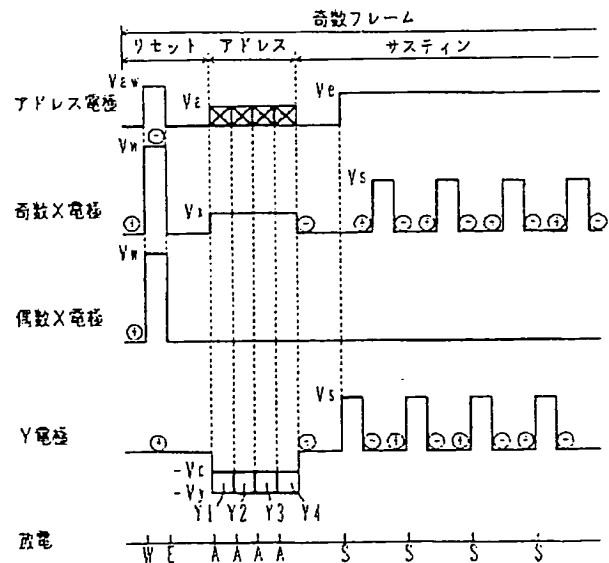 奇数フレーム
リセット アドレス サスティン
Vaw
アドレス電極 Va Ve
⊖
Vw
奇数X電極 Vx Vs
⊕ ⊖ ⊕ ⊖ ⊕ ⊖ ⊕ ⊖ ⊕ ⊖
Vw
偶数X電極
⊕
Vs
Y電極 ⊕ ⊖ ⊖ ⊕ ⊖ ⊕ ⊖ ⊕ ⊖
-Vc
-Vy
Y1 Y2 Y3 Y4
放電
W E A A A A S S S S